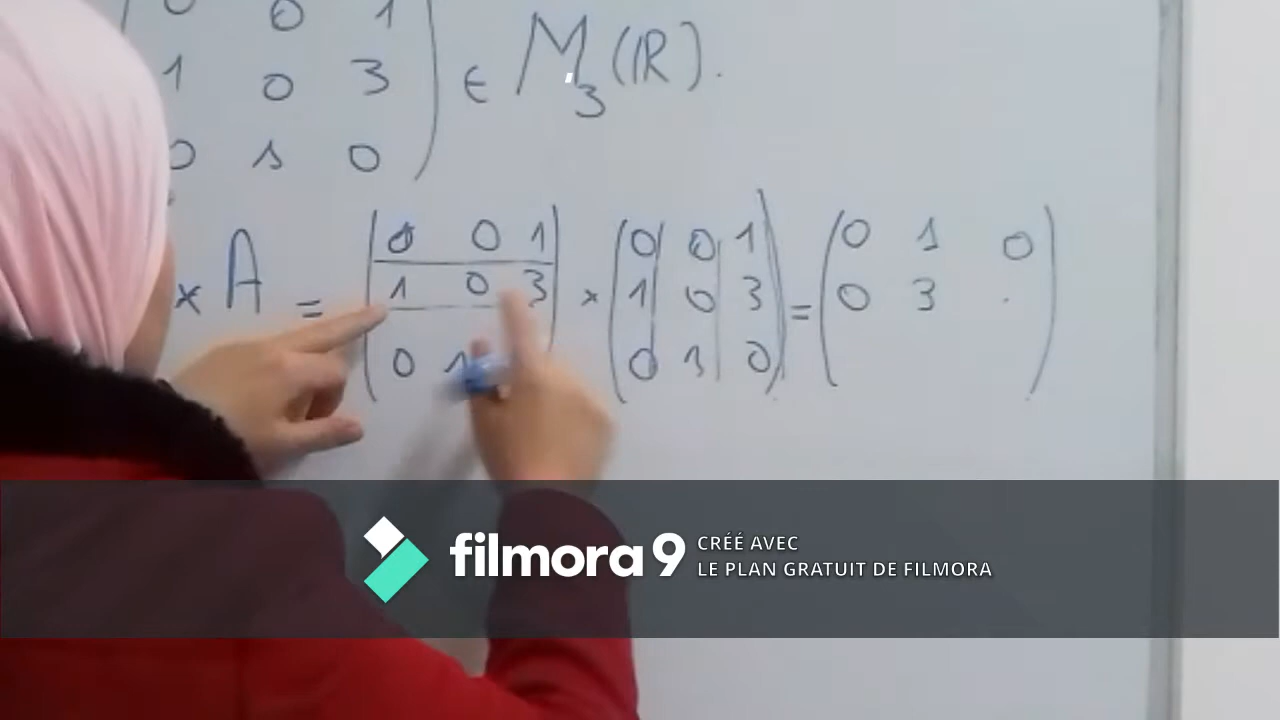 0 0 1
1 0 3 ∈ M₃(ℝ).
0 1 0
× A = (0 0 1 × (0 0 1) = (0 1 0)
1 0 3 1 0 3 0 3 .
0 1 0 1 0
filmora9 CRÉÉ AVEC
LE PLAN GRATUIT DE FILMORA